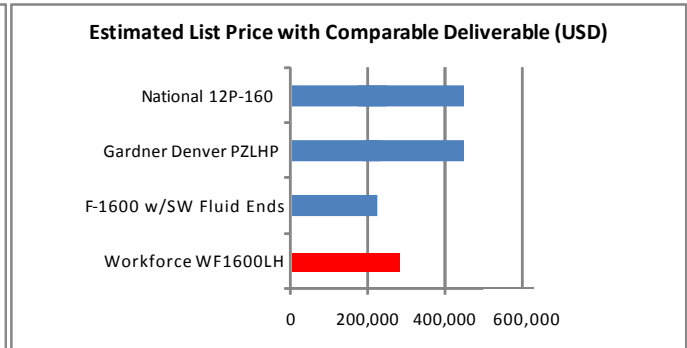 Estimated List Price with Comparable Deliverable (USD)
National 12P-160
Gardner Denver PZLHP
F-1600 w/SW Fluid Ends
Workforce WF1600LH
0 200,000 400,000 600,000